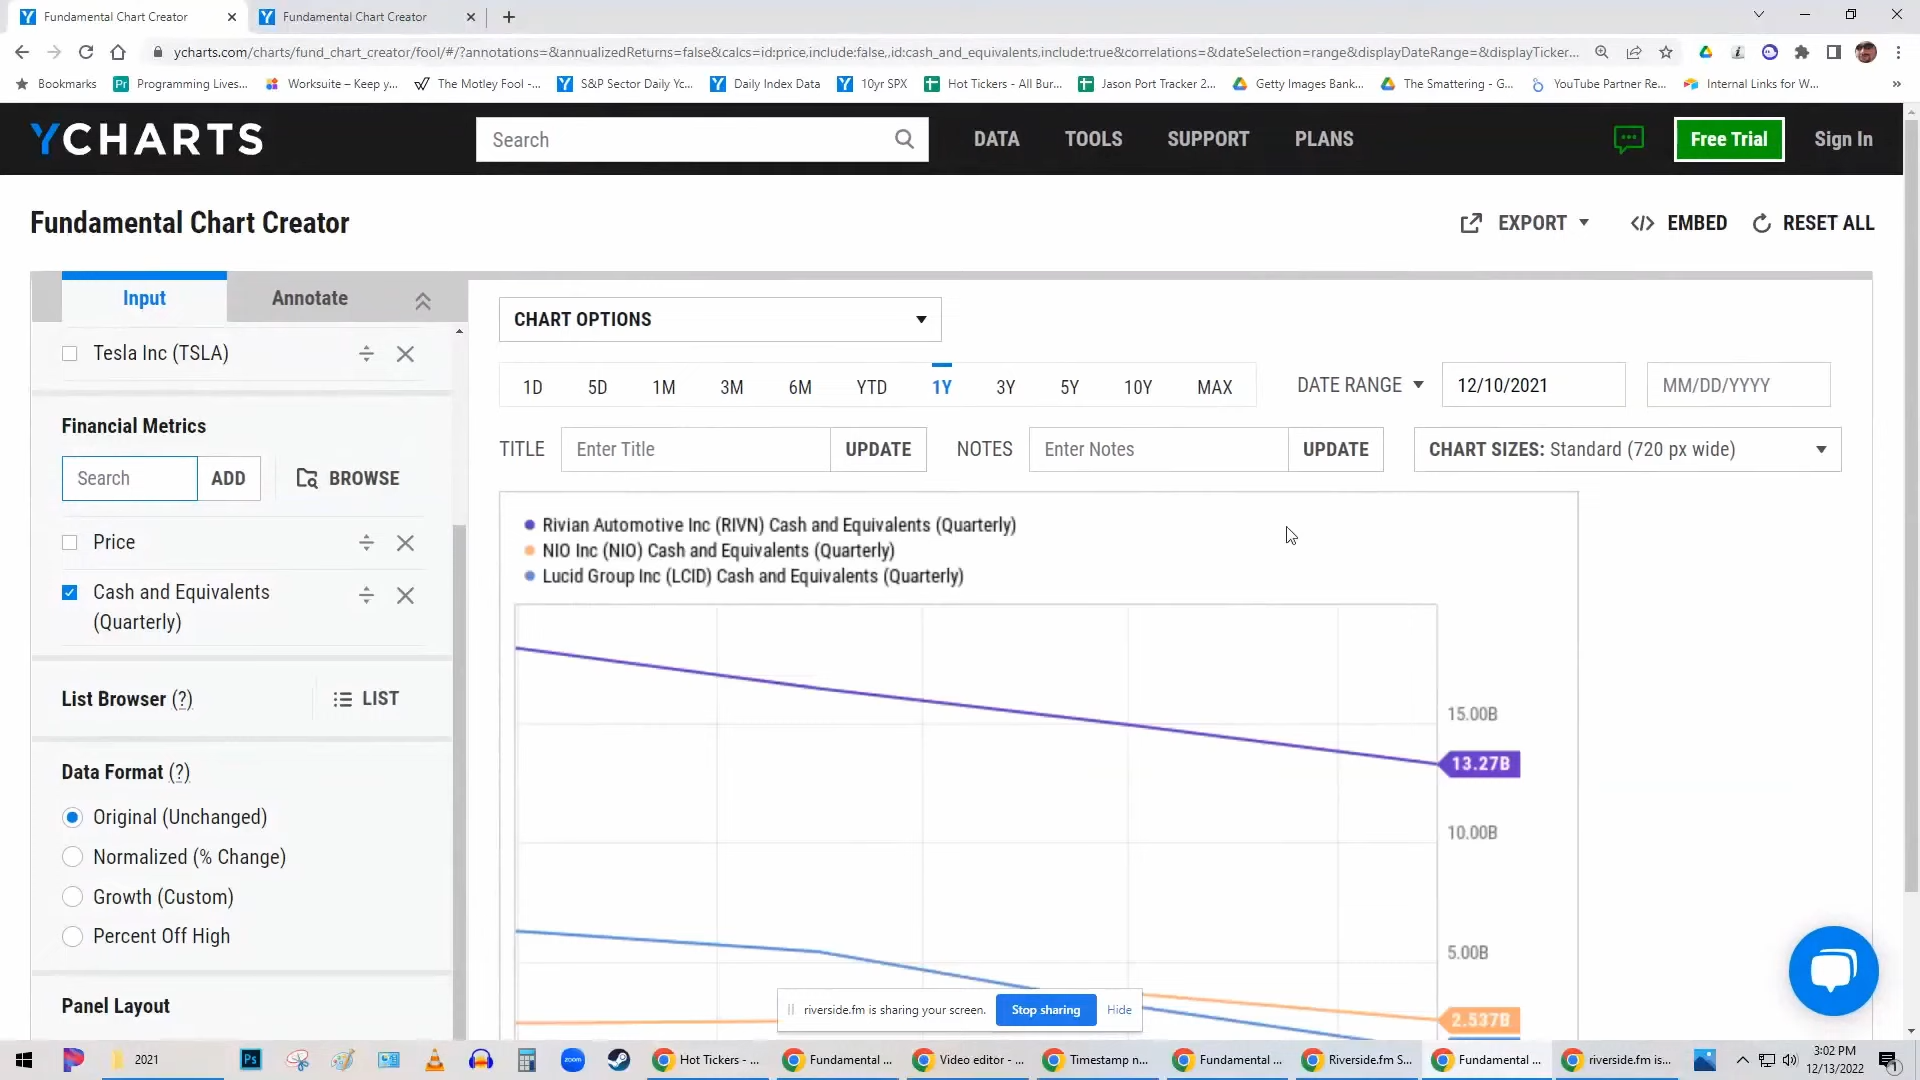 Fundamental Chart Creator
Fundamental Chart Creator
ycharts.com/charts/fund_chart_creator/fool/#/?annotations=&annualizedReturns=false&calcs=id:price,include:false,,id:cash_and_equivalents,include:true&correlations=&dateSelection=range&displayDateRange=&displayTicker...
Bookmarks
Programming Lives...
Worksuite – Keep y...
The Motley Fool -...
S&P Sector Daily Yc...
Daily Index Data
10yr SPX
Hot Tickers - All Bur...
Jason Port Tracker 2...
Getty Images Bank...
The Smattering - G...
YouTube Partner Re...
Internal Links for W...
YCHARTS
Search
DATA
TOOLS
SUPPORT
PLANS
Free Trial
Sign In
Fundamental Chart Creator
EXPORT
EMBED
RESET ALL
Input
Annotate
Tesla Inc (TSLA)
Financial Metrics
Search
ADD
BROWSE
Price
Cash and Equivalents
(Quarterly)
List Browser (?)
LIST
Data Format (?)
Original (Unchanged)
Normalized (% Change)
Growth (Custom)
Percent Off High
Panel Layout
CHART OPTIONS
1D
5D
1M
3M
6M
YTD
1Y
3Y
5Y
10Y
MAX
DATE RANGE
12/10/2021
MM/DD/YYYY
TITLE
Enter Title
UPDATE
NOTES
Enter Notes
UPDATE
CHART SIZES: Standard (720 px wide)
Rivian Automotive Inc (RIVN) Cash and Equivalents (Quarterly)
NIO Inc (NIO) Cash and Equivalents (Quarterly)
Lucid Group Inc (LCID) Cash and Equivalents (Quarterly)
15.00B
13.27B
10.00B
5.00B
2.537B
riverside.fm is sharing your screen.
Stop sharing
Hide
2021
Ps
zoom
Hot Tickers - ...
Fundamental ...
Video editor - ...
Timestamp n...
Fundamental ...
Riverside.fm S...
Fundamental ...
riverside.fm is...
3:02 PM
12/13/2022
1